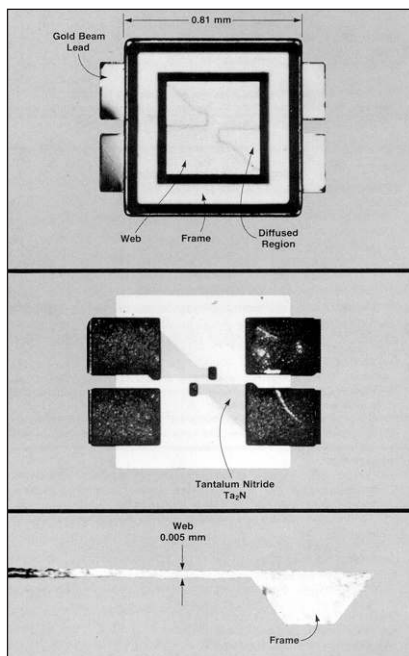 0.81 mm
Gold Beam
Lead
Web
Frame
Diffused
Region
Tantalum Nitride
Ta₂N
Web
0.005 mm
Frame